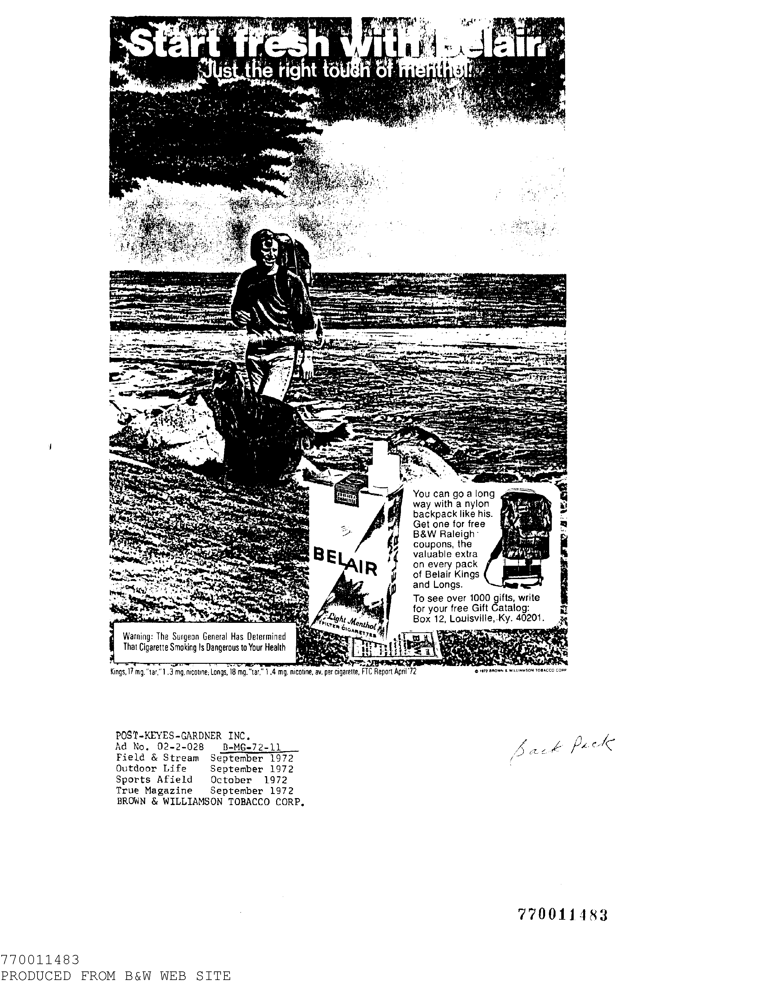 Start fresh with Belair
Just the right touch of menthol.
You can go a long
way with a nylon
backpack like his.
Get one for free
B&W Raleigh
coupons, the
valuable extra
on every pack
of Belair Kings
and Longs.
To see over 1000 gifts, write
for your free Gift Catalog:
Box 12, Louisville, Ky. 40201.
BELAIR
Light Menthol
FILTER CIGARETTES
Warning: The Surgeon General Has Determined
That Cigarette Smoking Is Dangerous to Your Health
Kings, 17 mg. "tar," 1.3 mg. nicotine; Longs, 18 mg. "tar," 1.4 mg. nicotine, av. per cigarette, FTC Report April '72
© 1972 BROWN & WILLIAMSON TOBACCO CORP.
POST-KEYES-GARDNER INC.
Ad No. 02-2-028 B-MG-72-11
Field & Stream September 1972
Outdoor Life September 1972
Sports Afield October 1972
True Magazine September 1972
BROWN & WILLIAMSON TOBACCO CORP.
Back Pack
770011483
770011483
PRODUCED FROM B&W WEB SITE